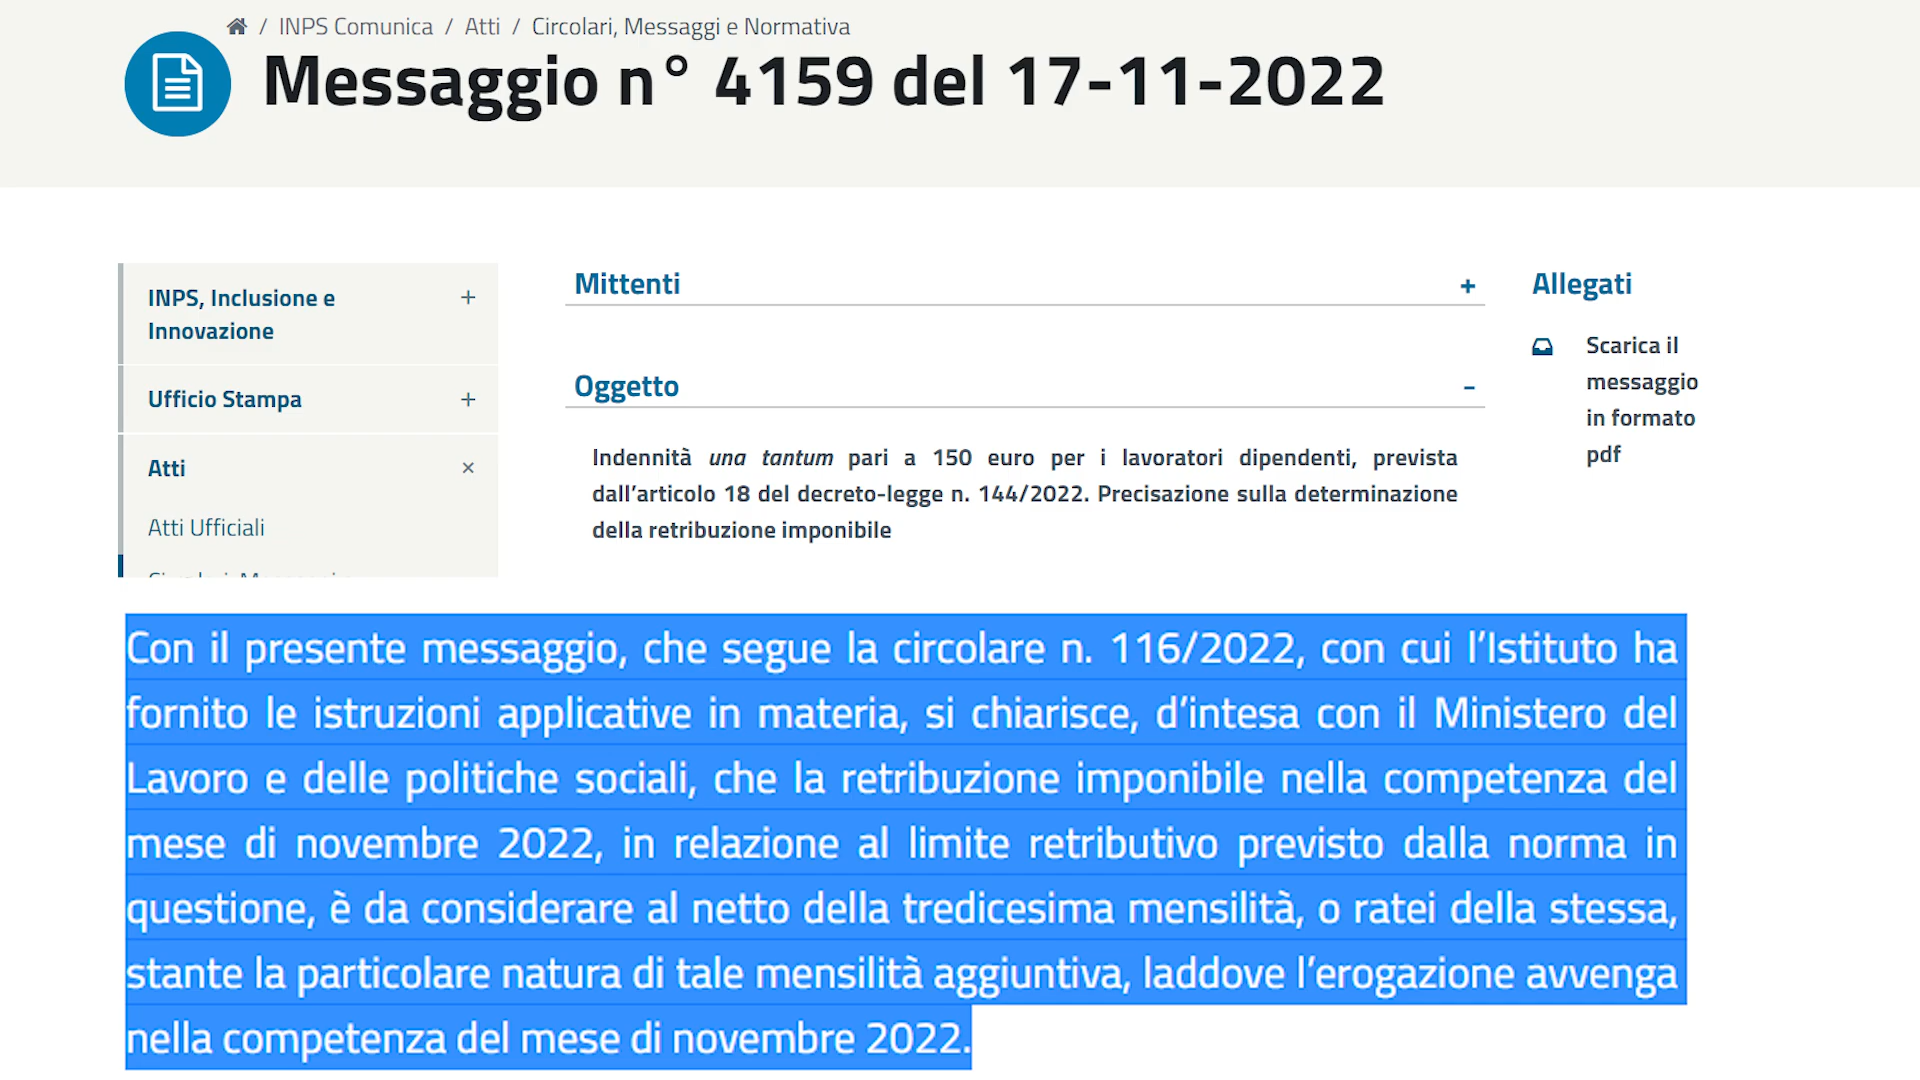 / INPS Comunica / Atti / Circolari, Messaggi e Normativa
Messaggio n° 4159 del 17-11-2022
INPS, Inclusione e
Innovazione
+
Ufficio Stampa
+
Atti
×
Atti Ufficiali
Mittenti
+
Oggetto
-
Indennità una tantum pari a 150 euro per i lavoratori dipendenti, prevista
dall’articolo 18 del decreto-legge n. 144/2022. Precisazione sulla determinazione
della retribuzione imponibile
Allegati
Scarica il
messaggio
in formato
pdf
Con il presente messaggio, che segue la circolare n. 116/2022, con cui l’Istituto ha
fornito le istruzioni applicative in materia, si chiarisce, d’intesa con il Ministero del
Lavoro e delle politiche sociali, che la retribuzione imponibile nella competenza del
mese di novembre 2022, in relazione al limite retributivo previsto dalla norma in
questione, è da considerare al netto della tredicesima mensilità, o ratei della stessa,
stante la particolare natura di tale mensilità aggiuntiva, laddove l’erogazione avvenga
nella competenza del mese di novembre 2022.